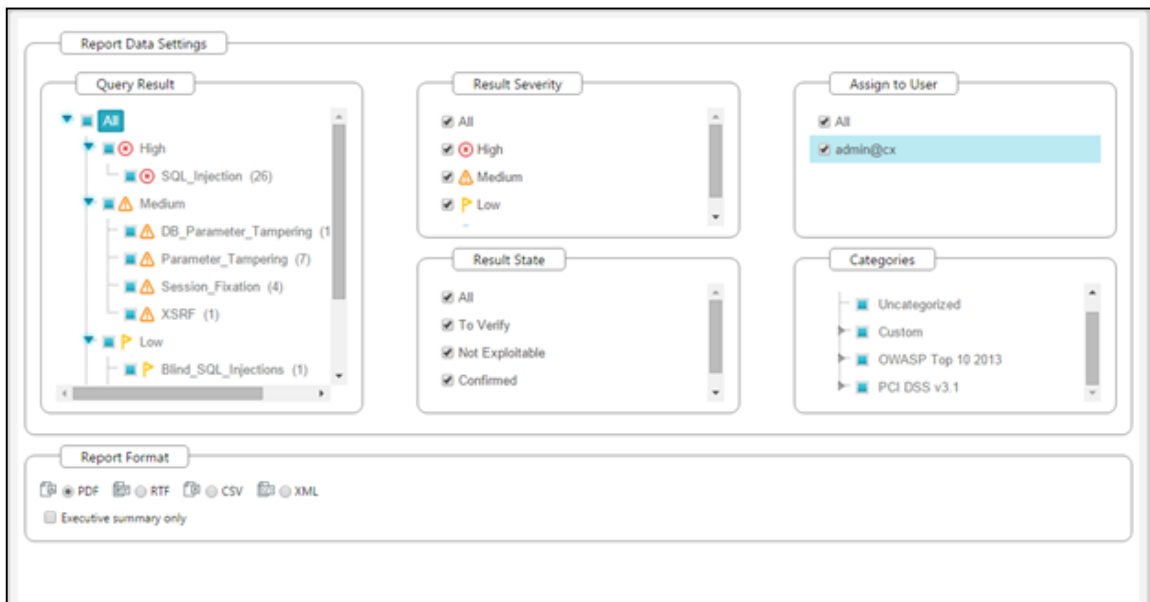 Report Data Settings
Query Result
All
High
SQL_Injection (26)
Medium
DB_Parameter_Tampering (1
Parameter_Tampering (7)
Session_Fixation (4)
XSRF (1)
Low
Blind_SQL_Injections (1)
Result Severity
All
High
Medium
Low
Assign to User
All
admin@cx
Result State
All
To Verify
Not Exploitable
Confirmed
Categories
Uncategorized
Custom
OWASP Top 10 2013
PCI DSS v3.1
Report Format
PDF RTF CSV XML
Executive summary only